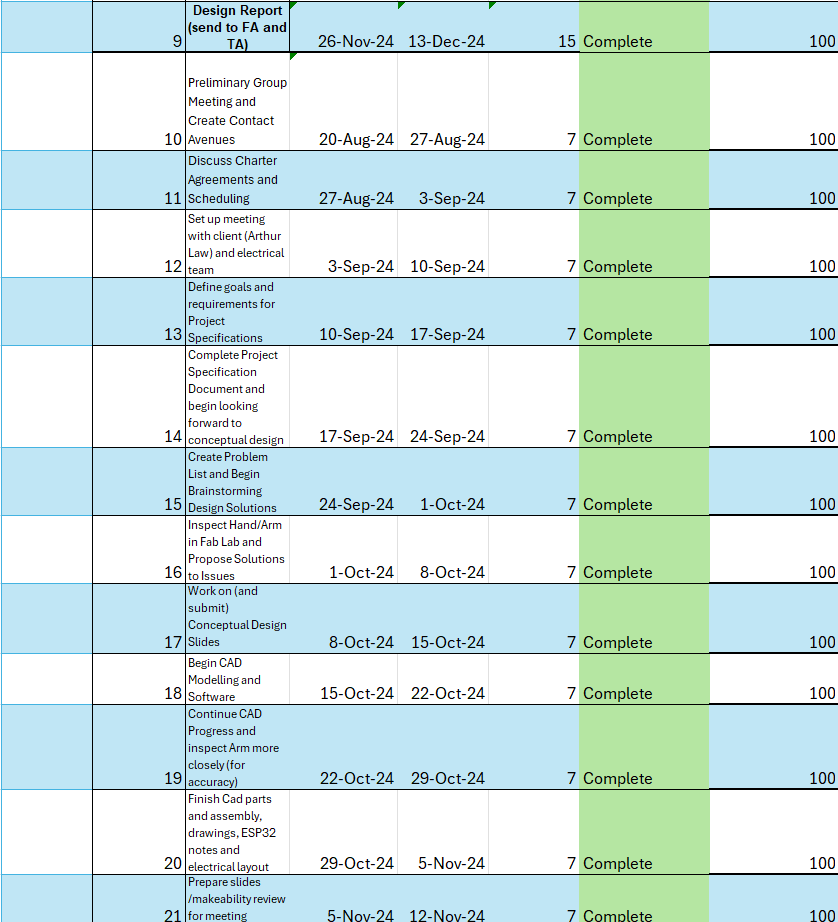 Design Report
(send to FA and
TA)
9 26-Nov-24 13-Dec-24 15 Complete 100
Preliminary Group
Meeting and
Create Contact
Avenues
10 20-Aug-24 27-Aug-24 7 Complete 100
Discuss Charter
Agreements and
Scheduling
11 27-Aug-24 3-Sep-24 7 Complete 100
Set up meeting
with client (Arthur
Law) and electrical
team
12 3-Sep-24 10-Sep-24 7 Complete 100
Define goals and
requirements for
Project
Specifications
13 10-Sep-24 17-Sep-24 7 Complete 100
Complete Project
Specification
Document and
begin looking
forward to
conceptual design
14 17-Sep-24 24-Sep-24 7 Complete 100
Create Problem
List and Begin
Brainstorming
Design Solutions
15 24-Sep-24 1-Oct-24 7 Complete 100
Inspect Hand/Arm
in Fab Lab and
Propose Solutions
to Issues
16 1-Oct-24 8-Oct-24 7 Complete 100
Work on (and
submit)
Conceptual Design
Slides
17 8-Oct-24 15-Oct-24 7 Complete 100
Begin CAD
Modelling and
Software
18 15-Oct-24 22-Oct-24 7 Complete 100
Continue CAD
Progress and
inspect Arm more
closely (for
accuracy)
19 22-Oct-24 29-Oct-24 7 Complete 100
Finish Cad parts
and assembly,
drawings, ESP32
notes and
electrical layout
20 29-Oct-24 5-Nov-24 7 Complete 100
Prepare slides
/makeability review
for meeting
21 5-Nov-24 12-Nov-24 7 Complete 100